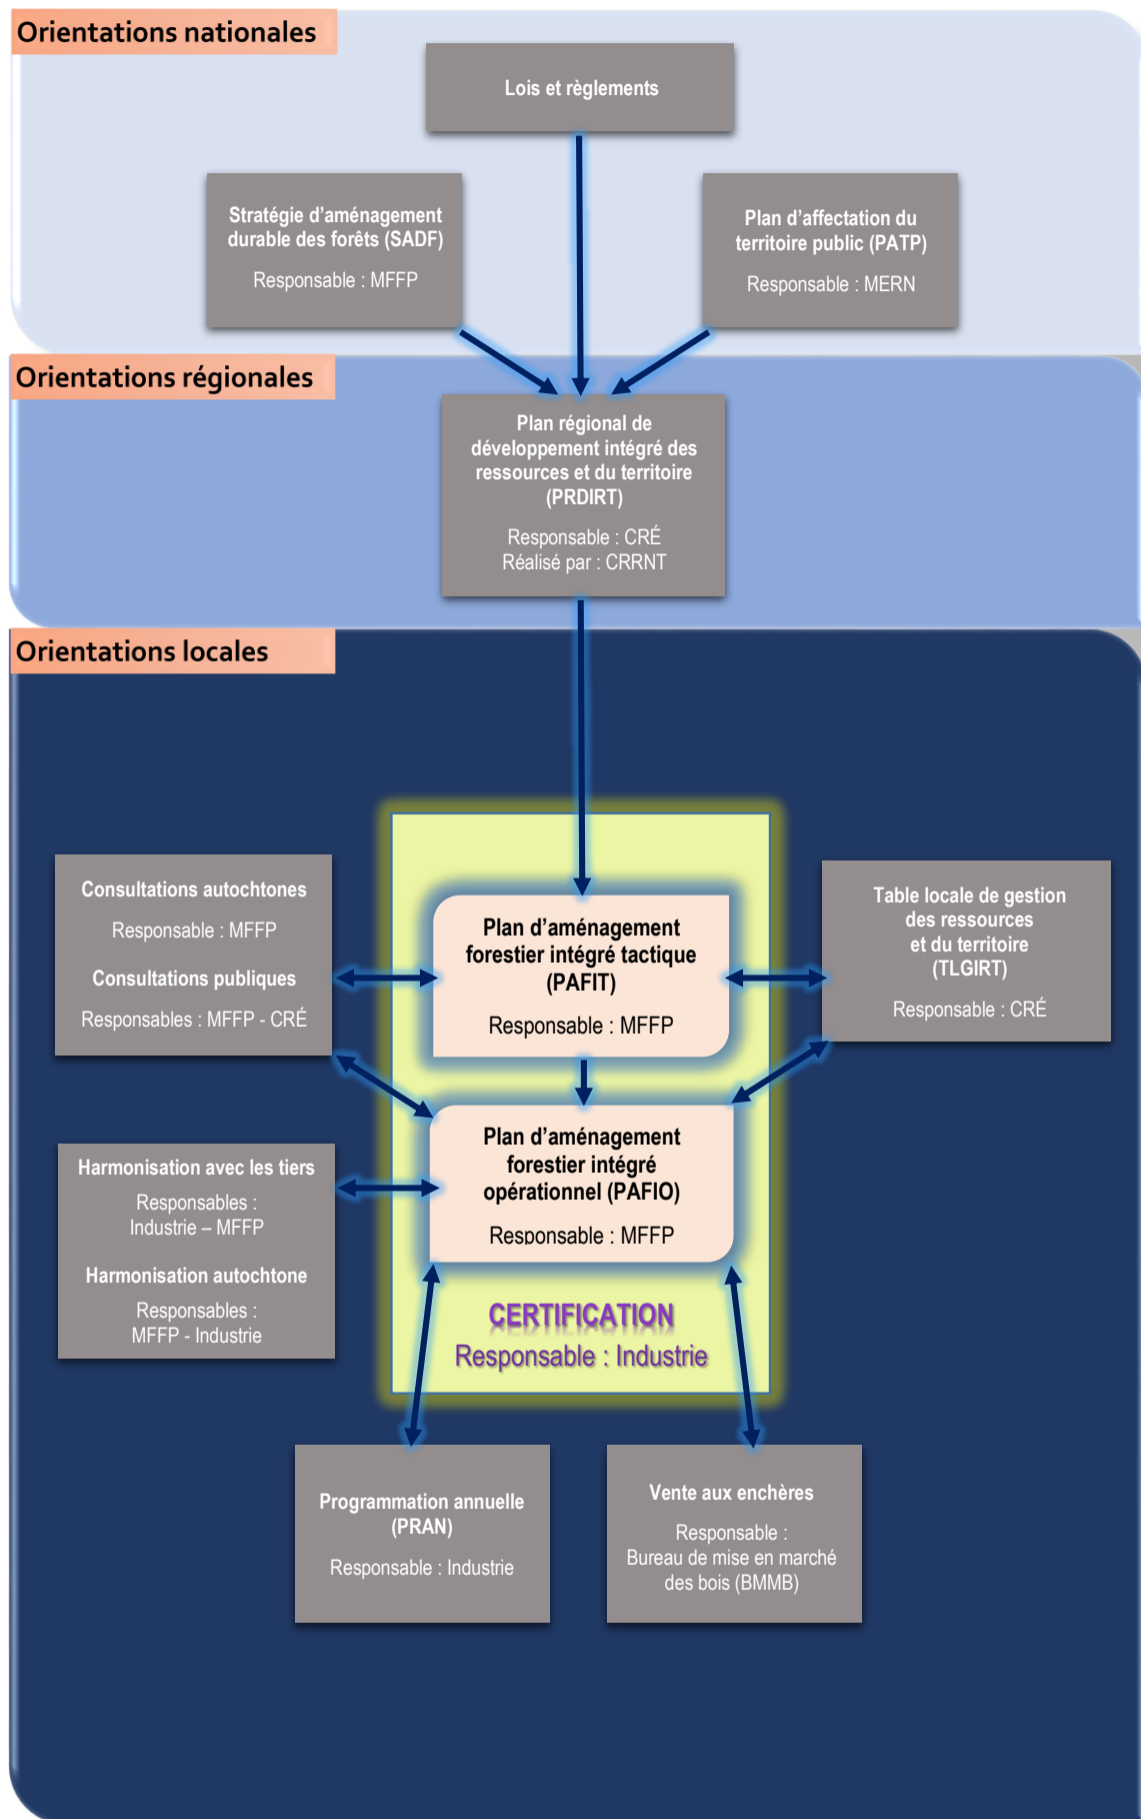 Orientations nationales
Lois et règlements
Stratégie d’aménagement
durable des forêts (SADF)
Responsable : MFFP
Plan d’affectation du
territoire public (PATP)
Responsable : MERN
Orientations régionales
Plan régional de
développement intégré des
ressources et du territoire
(PRDIRT)
Responsable : CRÉ
Réalisé par : CRRNT
Orientations locales
Consultations autochtones
Responsable : MFFP
Consultations publiques
Responsables : MFFP - CRÉ
Plan d’aménagement
forestier intégré tactique
(PAFIT)
Responsable : MFFP
Table locale de gestion
des ressources
et du territoire
(TLGIRT)
Responsable : CRÉ
Harmonisation avec les tiers
Responsables :
Industrie – MFFP
Harmonisation autochtone
Responsables :
MFFP - Industrie
Plan d’aménagement
forestier intégré
opérationnel (PAFIO)
Responsable : MFFP
CERTIFICATION
Responsable : Industrie
Programmation annuelle
(PRAN)
Responsable : Industrie
Vente aux enchères
Responsable :
Bureau de mise en marché
des bois (BMMB)